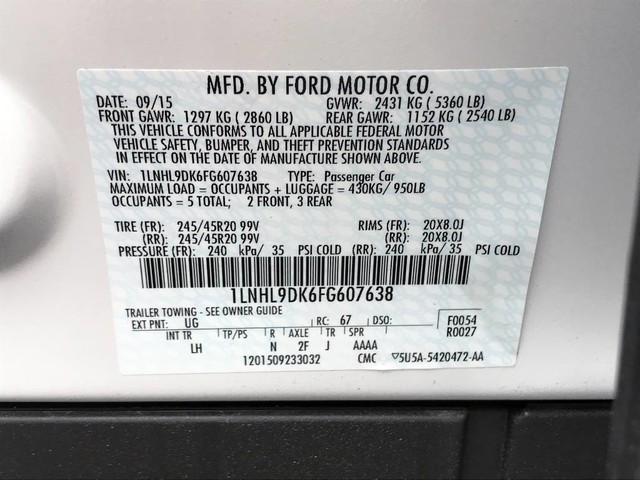 MFD. BY FORD MOTOR CO.
DATE: 09/15 GVWR: 2431 KG ( 5360 LB)
FRONT GAWR: 1297 KG ( 2860 LB) REAR GAWR: 1152 KG ( 2540 LB)
THIS VEHICLE CONFORMS TO ALL APPLICABLE FEDERAL MOTOR
VEHICLE SAFETY, BUMPER, AND THEFT PREVENTION STANDARDS
IN EFFECT ON THE DATE OF MANUFACTURE SHOWN ABOVE.
VIN: 1LNHL9DK6FG607638 TYPE: Passenger Car
MAXIMUM LOAD = OCCUPANTS + LUGGAGE = 430KG/ 950LB
OCCUPANTS = 5 TOTAL; 2 FRONT, 3 REAR
TIRE (FR): 245/45R20 99V RIMS (FR): 20X8.0J
(RR): 245/45R20 99V (RR): 20X8.0J
PRESSURE (FR): 240 kPa/ 35 PSI COLD (RR): 240 kPa/ 35 PSI COLD
1LNHL9DK6FG607638
TRAILER TOWING - SEE OWNER GUIDE
EXT PNT: UG RC: 67 DSO: F0054
INT TR TP/PS R AXLE TR SPR R0027
LH N 2F J AAAA
1201509233032 CMC ▽5U5A-5420472-AA